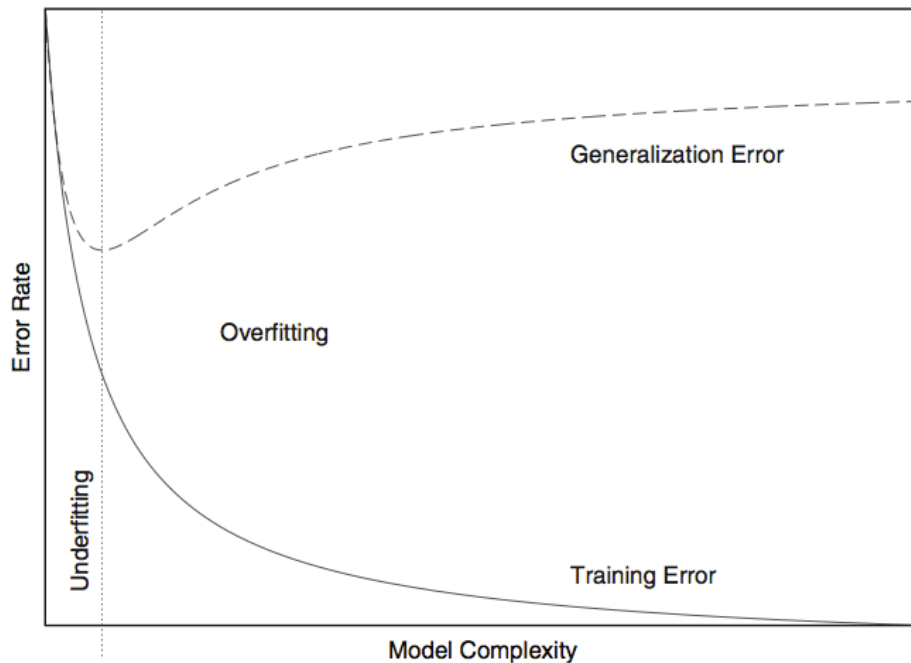 Generalization Error
Overfitting
Error Rate
Underfitting
Training Error
Model Complexity